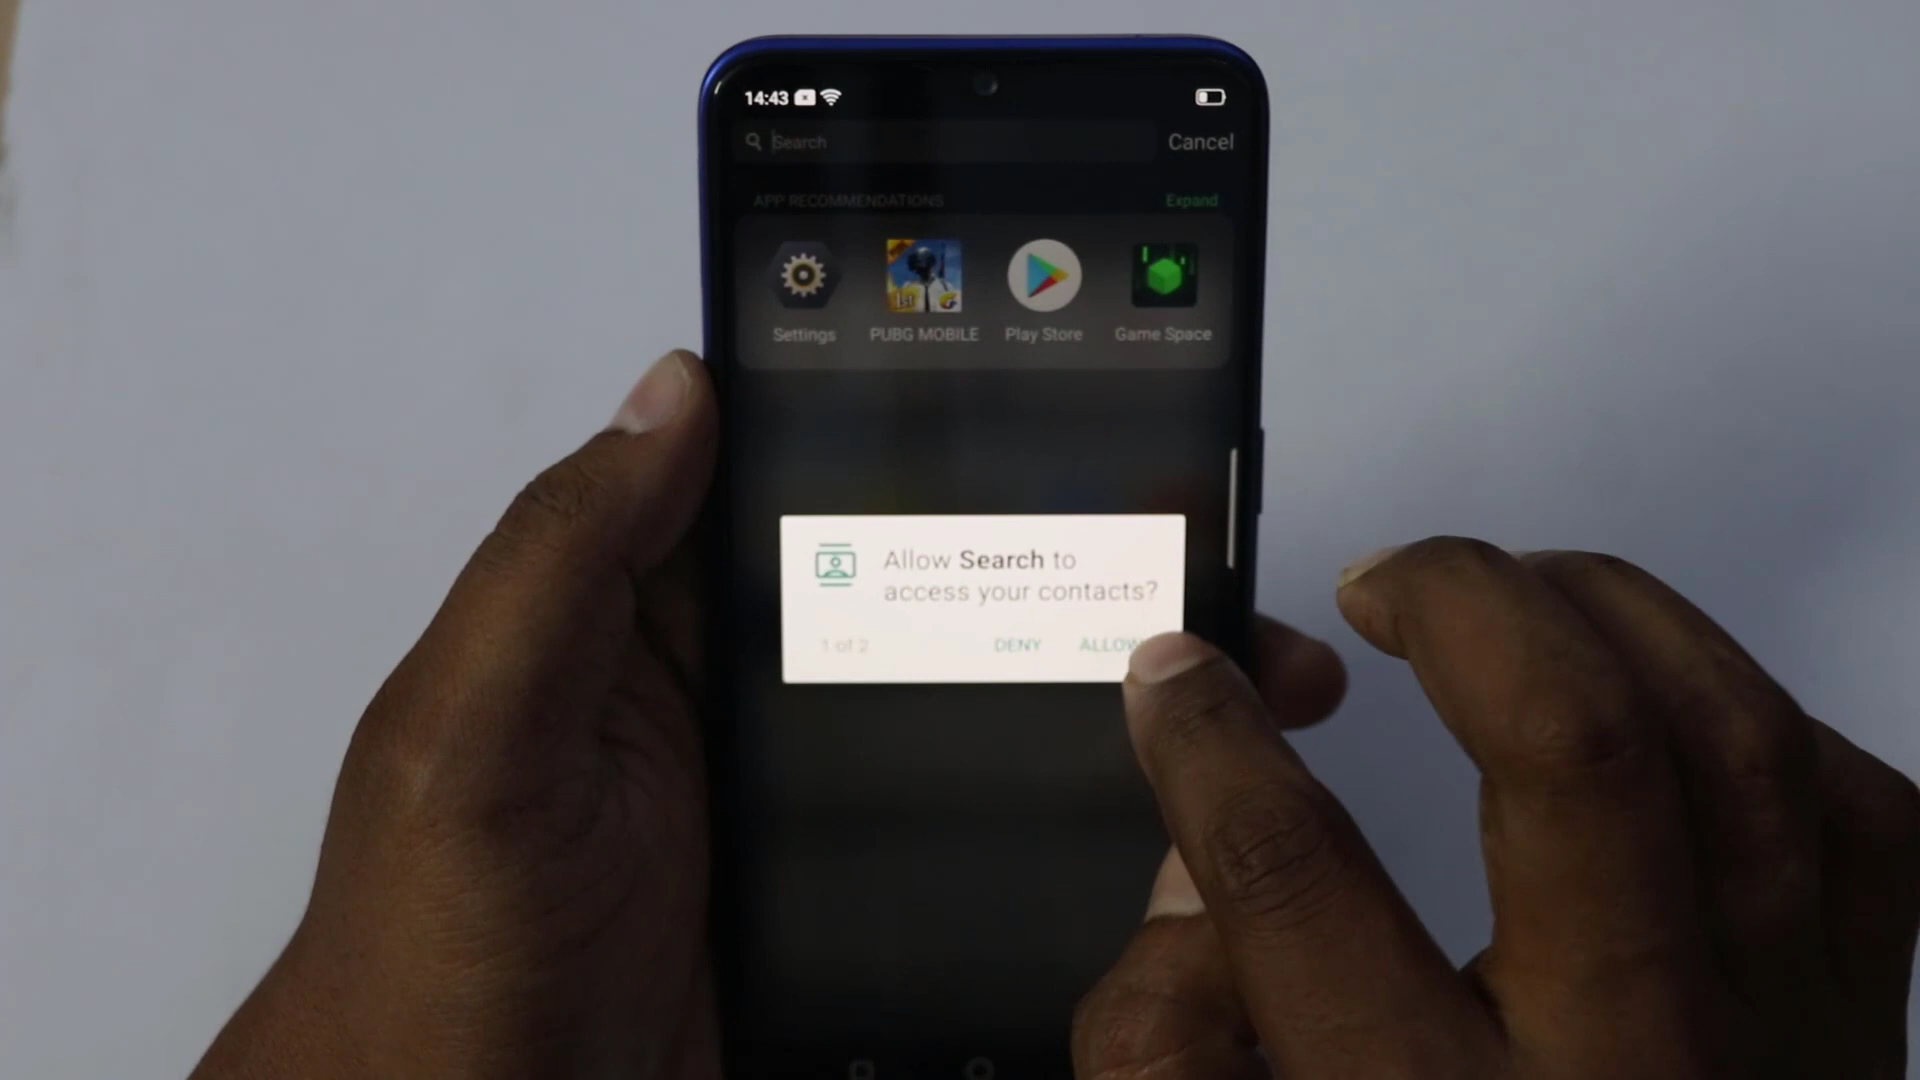 14:43
Search
Cancel
APP RECOMMENDATIONS
Expand
1st
Settings
PUBG MOBILE
Play Store
Game Space
Allow Search to
access your contacts?
1 of 2
DENY
ALLOW